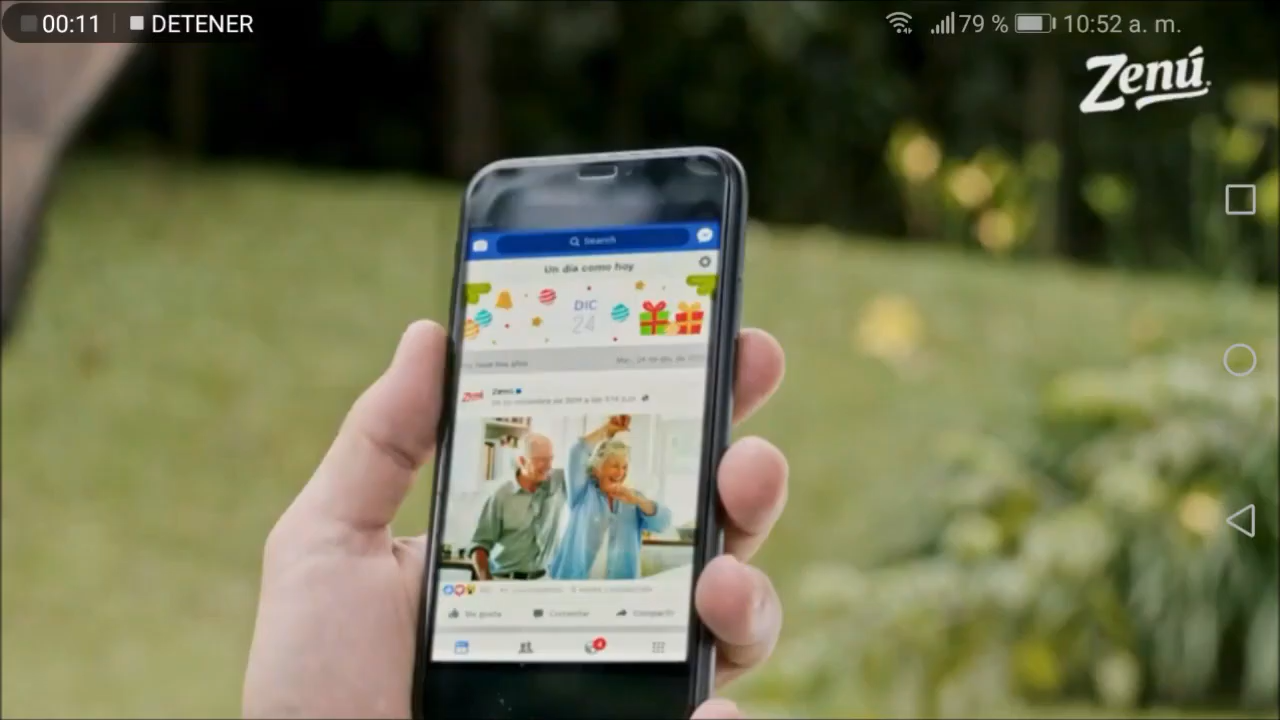 00:11 DETENER
79 % 10:52 a. m.
Zenú
Search
Un día como hoy
DIC
24
Zenú
Me gusta Comentar Compartir
4